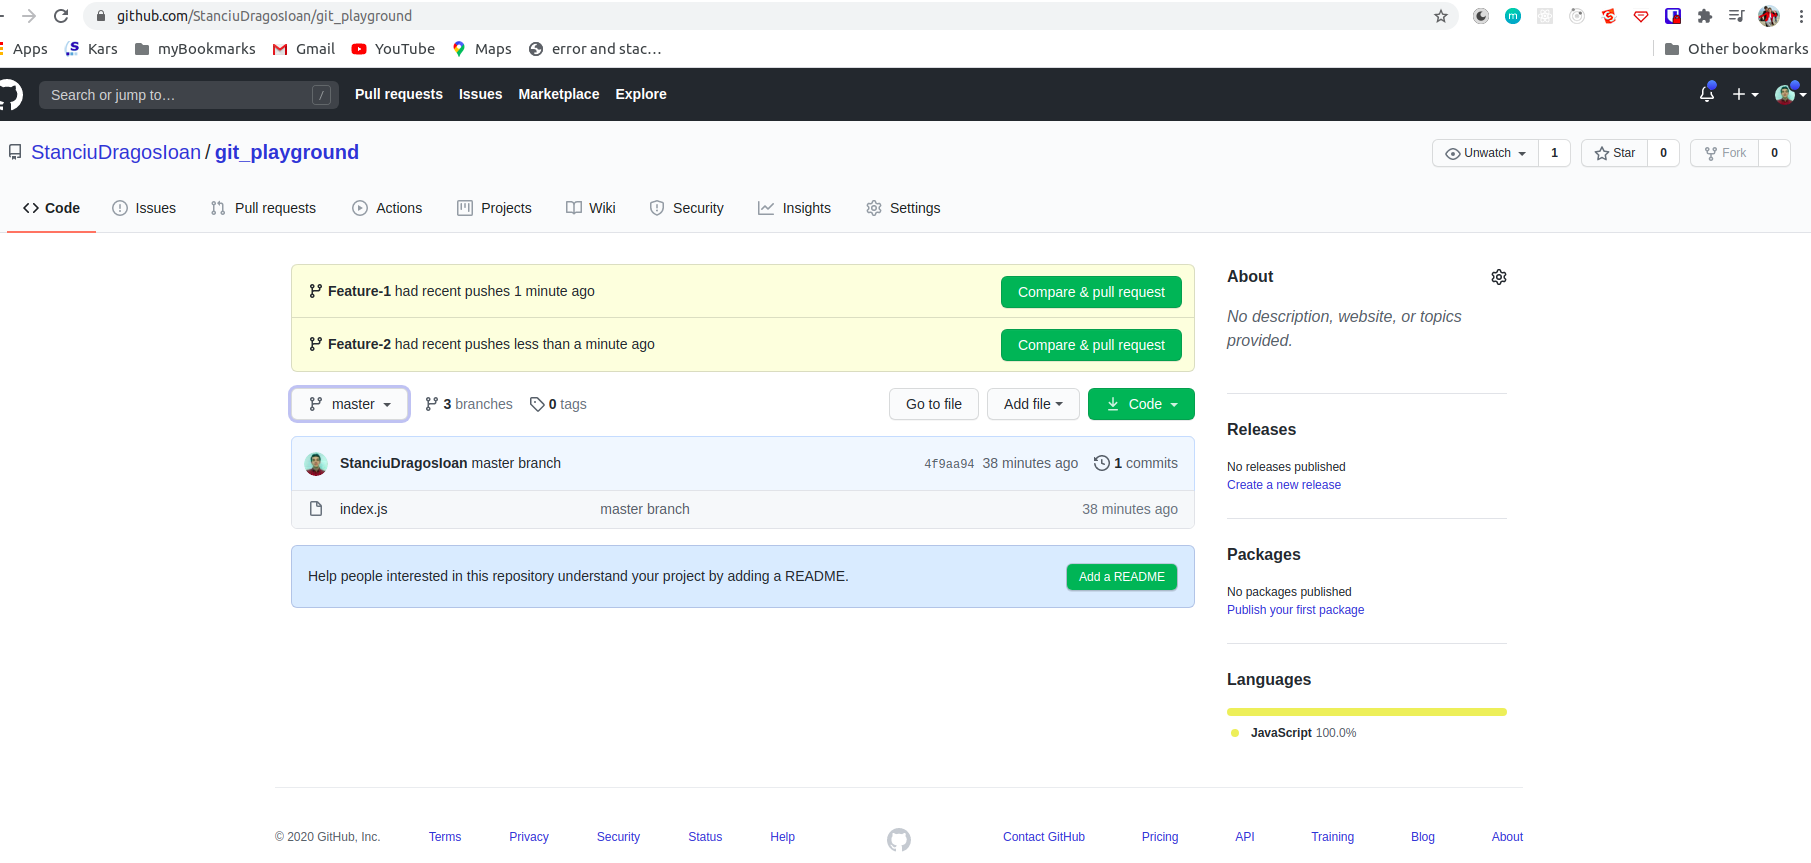 github.com/StanciuDragosIoan/git_playground
Apps Kars myBookmarks Gmail YouTube Maps error and stac... Other bookmarks
Search or jump to... / Pull requests Issues Marketplace Explore
StanciuDragosIoan / git_playground Unwatch 1 Star 0 Fork 0
Code Issues Pull requests Actions Projects Wiki Security Insights Settings
Feature-1 had recent pushes 1 minute ago Compare & pull request
Feature-2 had recent pushes less than a minute ago Compare & pull request
master 3 branches 0 tags Go to file Add file Code
StanciuDragosIoan master branch 4f9aa94 38 minutes ago 1 commits
index.js master branch 38 minutes ago
Help people interested in this repository understand your project by adding a README. Add a README
About
No description, website, or topics
provided.
Releases
No releases published
Create a new release
Packages
No packages published
Publish your first package
Languages
JavaScript 100.0%
© 2020 GitHub, Inc. Terms Privacy Security Status Help Contact GitHub Pricing API Training Blog About